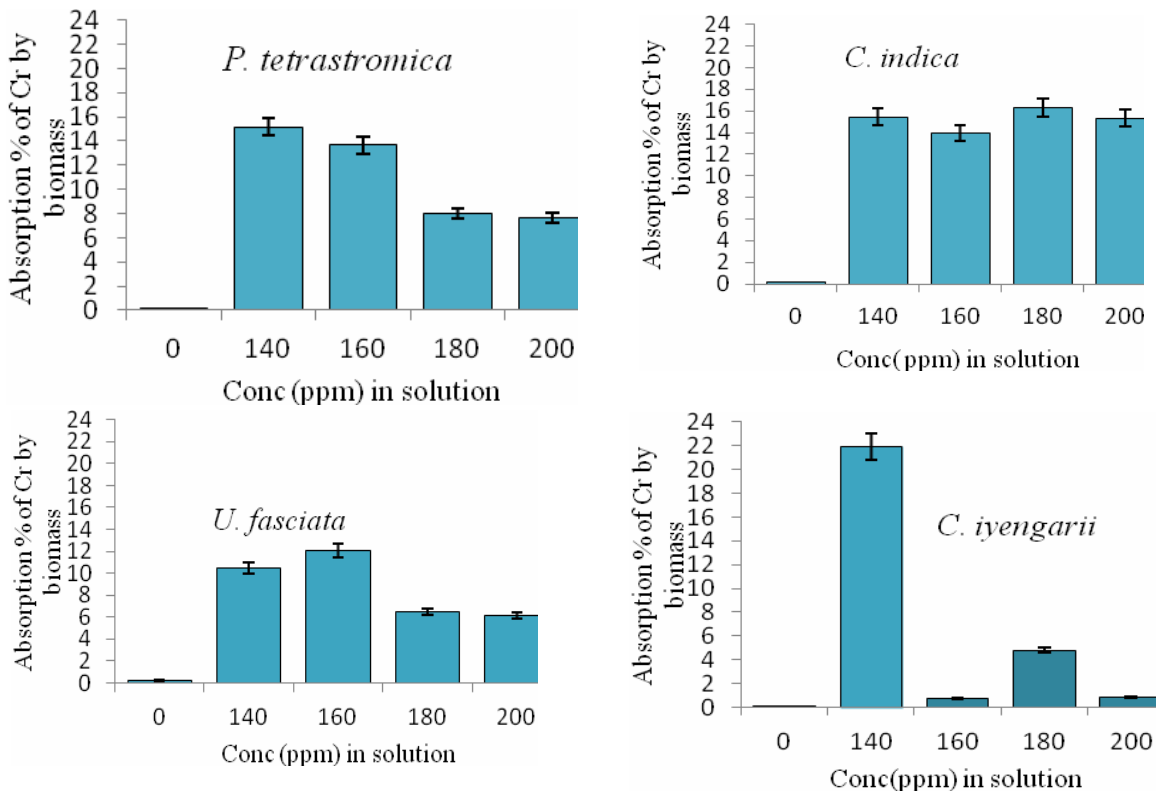 P. tetrastromica
Absorption % of Cr by
biomass
24
22
20
18
16
14
12
10
8
6
4
2
0
0 140 160 180 200
Conc (ppm) in solution
C. indica
Absorption % of Cr by
biomass
24
22
20
18
16
14
12
10
8
6
4
2
0
0 140 160 180 200
Conc( ppm) in solution
U. fasciata
Absorption % of Cr by
biomass
24
22
20
18
16
14
12
10
8
6
4
2
0
0 140 160 180 200
Conc (ppm) in solution
C. iyengarii
Absorption % of Cr by
biomass
24
22
20
18
16
14
12
10
8
6
4
2
0
0 140 160 180 200
Conc(ppm) in solution